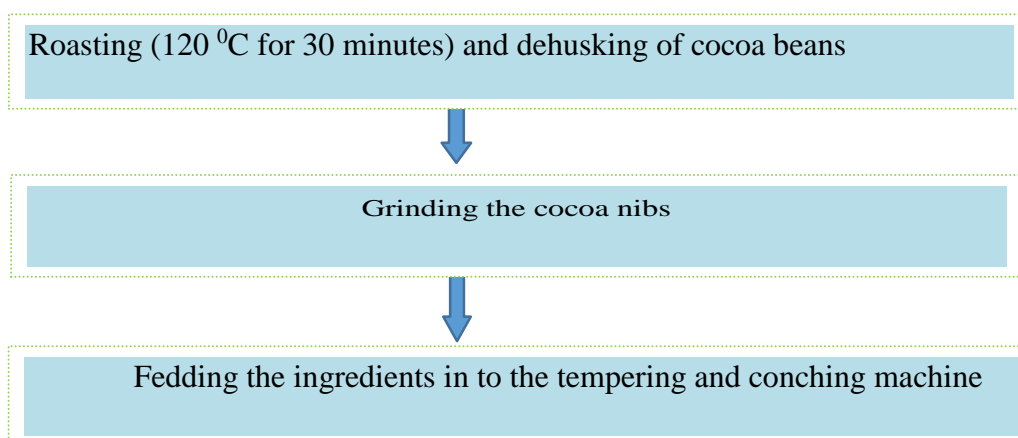 Roasting (120 ⁰C for 30 minutes) and dehusking of cocoa beans
Grinding the cocoa nibs
Fedding the ingredients in to the tempering and conching machine